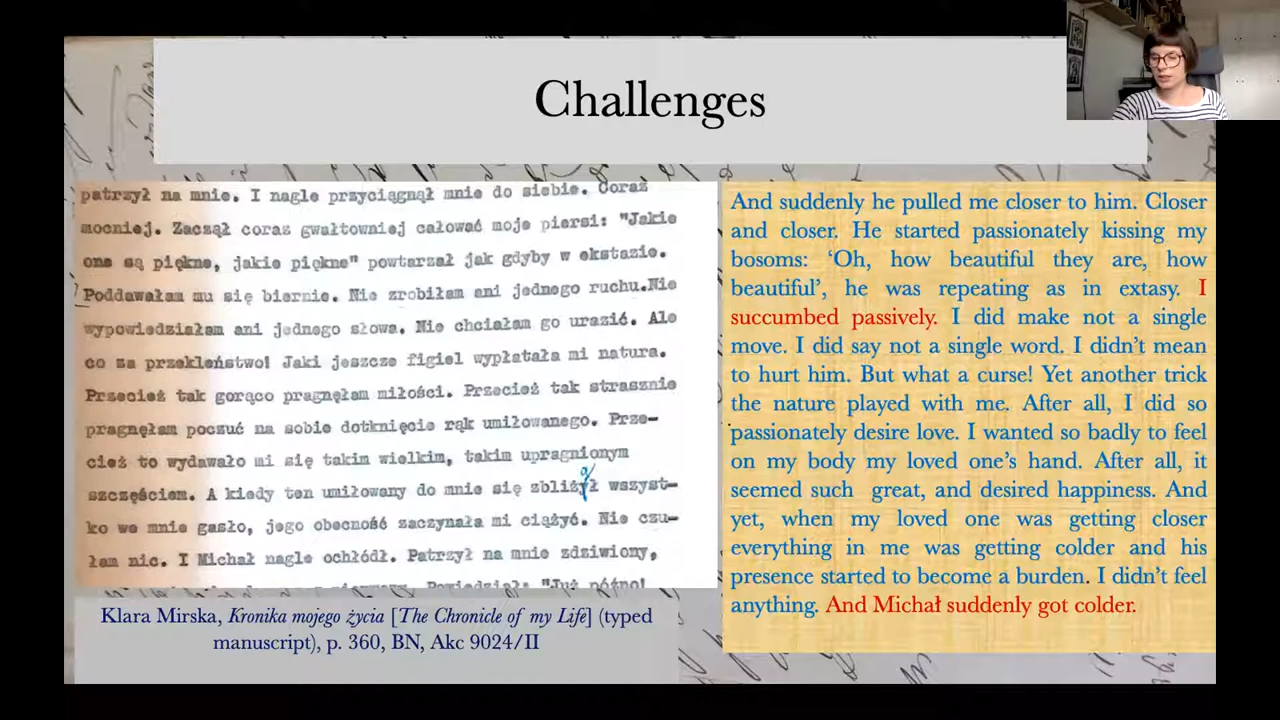 Challenges
patrzył na mnie. I nagle przyciągnął mnie do siebie. Coraz
mocniej. Zaczął coraz gwałtowniej całować moje piersi: "Jakie
one są piękne, jakie piękne" powtarzał jak gdyby w ekstazie.
Poddawałam mu się biernie. Nie zrobiłam ani jednego ruchu.Nie
wypowiedziałam ani jednego słowa. Nie chciałam go urazić. Ale
co za przekleństwo! Jaki jeszcze figiel wypłatała mi natura.
Przecież tak gorąco pragnęłam miłości. Przecież tak strasznie
pragnęłam poczuć na sobie dotknięcie rąk umiłowanego. Prze-
cież to wydawało mi się takim wielkim, takim upragnionym
szczęściem. A kiedy ten umiłowany do mnie się zbliżył wszyst-
ko we mnie gasło, jego obecność zaczynała mi ciążyć. Nie czu-
łam nic. I Michał nagle ochłódł. Patrzył na mnie zdziwiony,
Powiedział: "Już późno!
Klara Mirska, Kronika mojego życia [The Chronicle of my Life] (typed
manuscript), p. 360, BN, Akc 9024/II
And suddenly he pulled me closer to him. Closer
and closer. He started passionately kissing my
bosoms: ‘Oh, how beautiful they are, how
beautiful’, he was repeating as in extasy. I
succumbed passively. I did make not a single
move. I did say not a single word. I didn’t mean
to hurt him. But what a curse! Yet another trick
the nature played with me. After all, I did so
passionately desire love. I wanted so badly to feel
on my body my loved one’s hand. After all, it
seemed such great, and desired happiness. And
yet, when my loved one was getting closer
everything in me was getting colder and his
presence started to become a burden. I didn’t feel
anything. And Michał suddenly got colder.